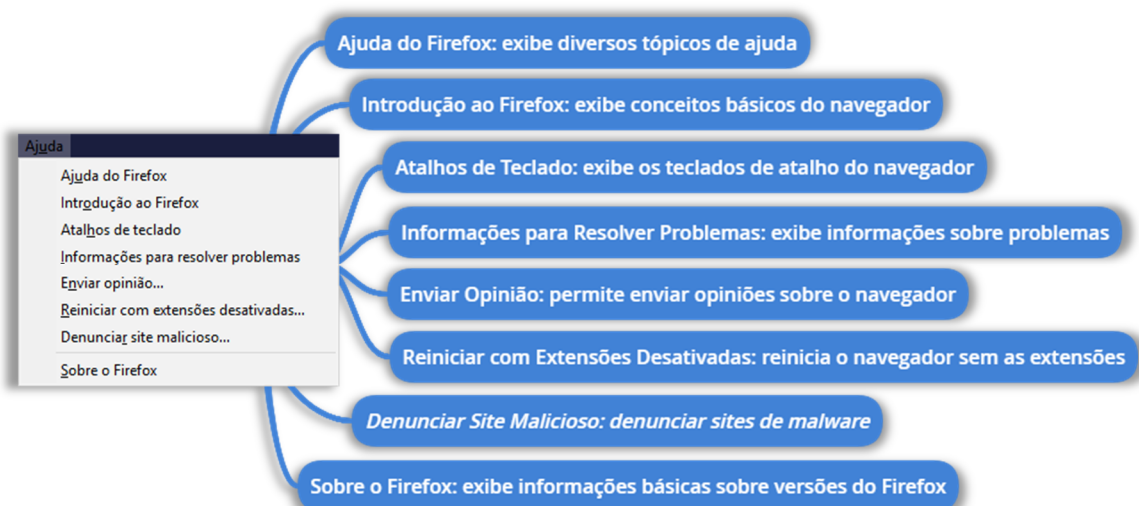 Ajuda
Ajuda do Firefox
Introdução ao Firefox
Atalhos de teclado
Informações para resolver problemas
Enviar opinião...
Reiniciar com extensões desativadas...
Denunciar site malicioso...
Sobre o Firefox
Ajuda do Firefox: exibe diversos tópicos de ajuda
Introdução ao Firefox: exibe conceitos básicos do navegador
Atalhos de Teclado: exibe os teclados de atalho do navegador
Informações para Resolver Problemas: exibe informações sobre problemas
Enviar Opinião: permite enviar opiniões sobre o navegador
Reiniciar com Extensões Desativadas: reinicia o navegador sem as extensões
Denunciar Site Malicioso: denunciar sites de malware
Sobre o Firefox: exibe informações básicas sobre versões do Firefox